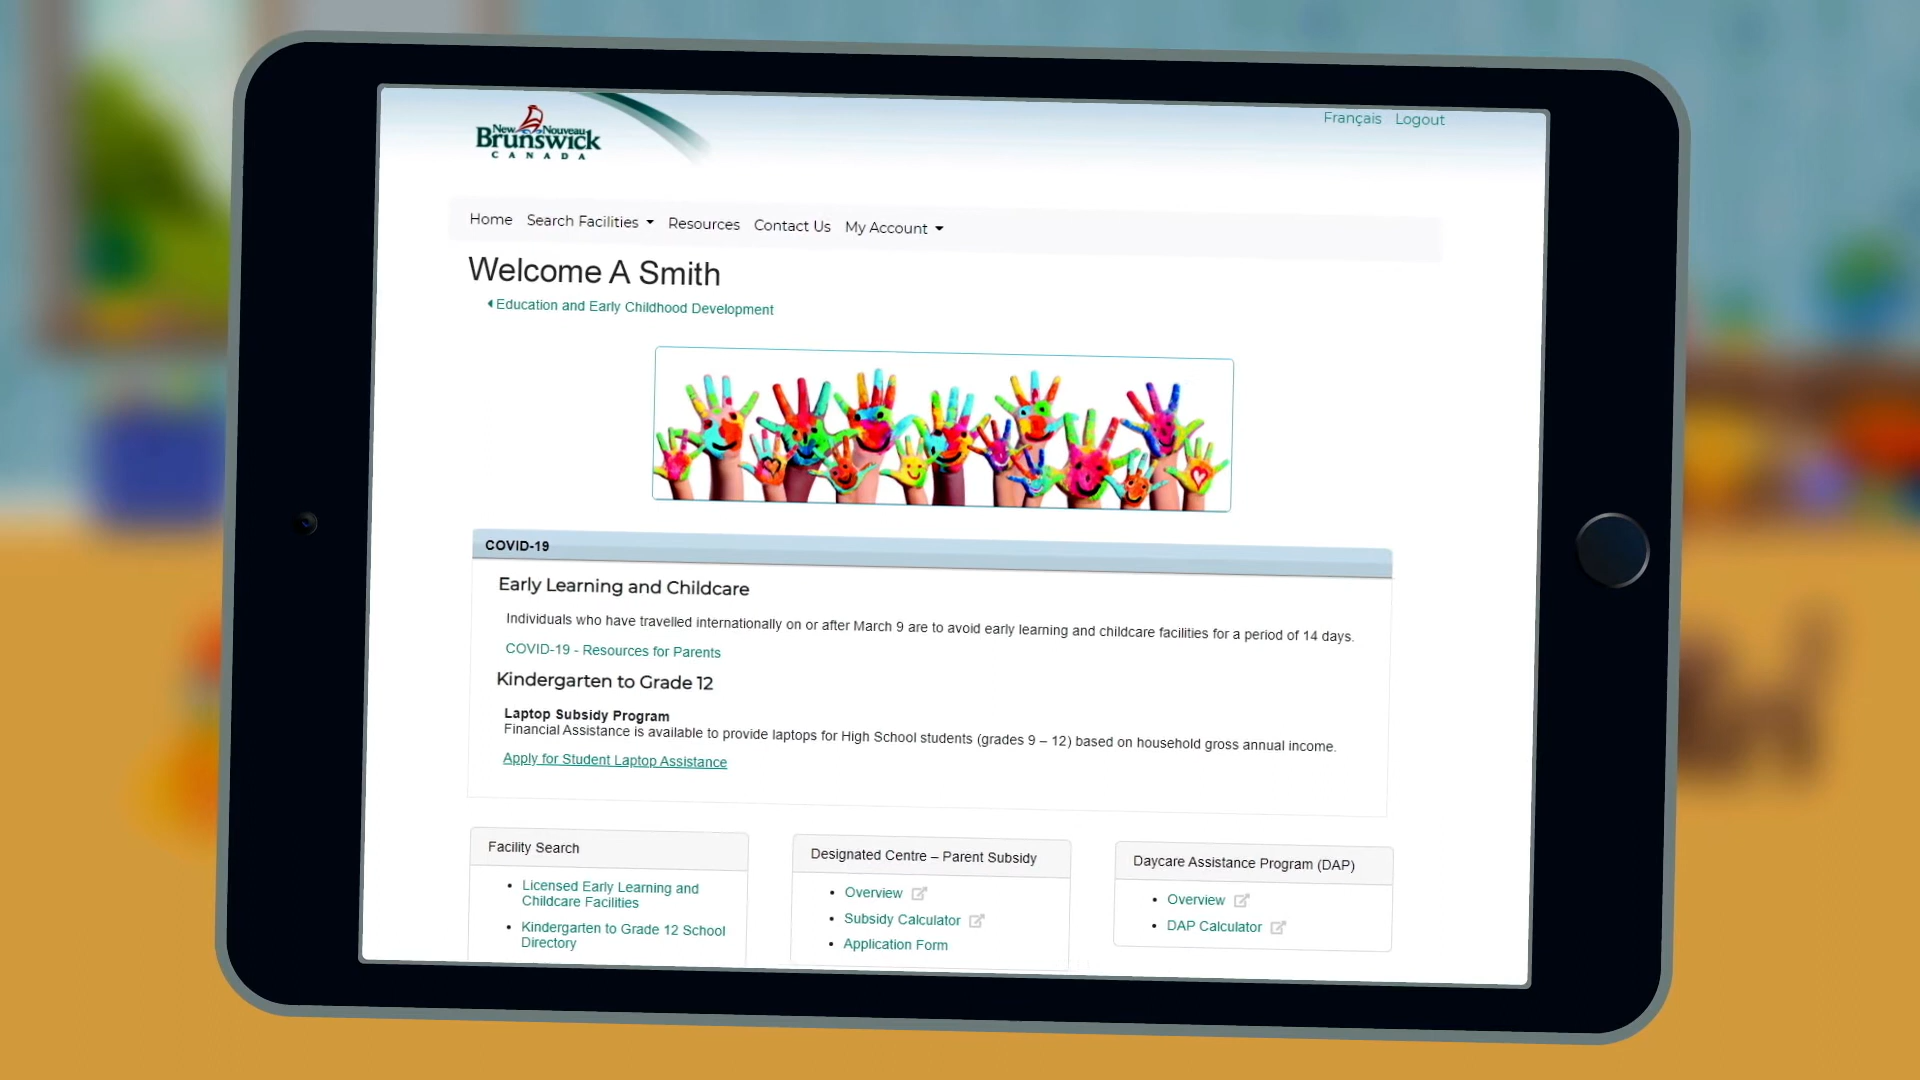 New Nouveau
Brunswick
CANADA
Français Logout
Home Search Facilities Resources Contact Us My Account
Welcome A Smith
Education and Early Childhood Development
COVID-19
Early Learning and Childcare
Individuals who have travelled internationally on or after March 9 are to avoid early learning and childcare facilities for a period of 14 days.
COVID-19 - Resources for Parents
Kindergarten to Grade 12
Laptop Subsidy Program
Financial Assistance is available to provide laptops for High School students (grades 9 – 12) based on household gross annual income.
Apply for Student Laptop Assistance
Facility Search
Licensed Early Learning and
Childcare Facilities
Kindergarten to Grade 12 School
Directory
Designated Centre – Parent Subsidy
Overview
Subsidy Calculator
Application Form
Daycare Assistance Program (DAP)
Overview
DAP Calculator